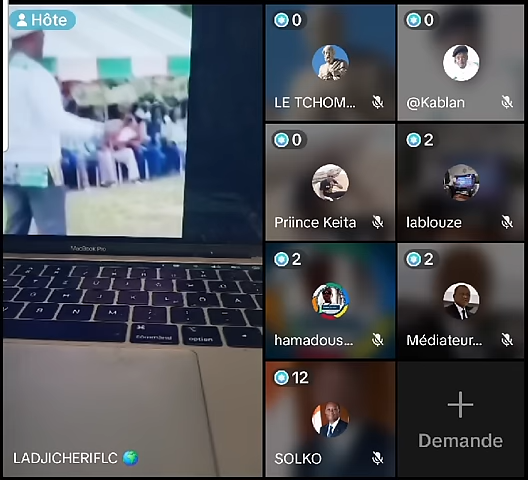 Hôte
0
0
LE TCHOM...
@Kablan
0
2
Priince Keita
lablouze
2
2
MacBook Pro
hamadous...
Médiateur...
command
option
12
+
Demande
LADJICHERIFLC
SOLKO